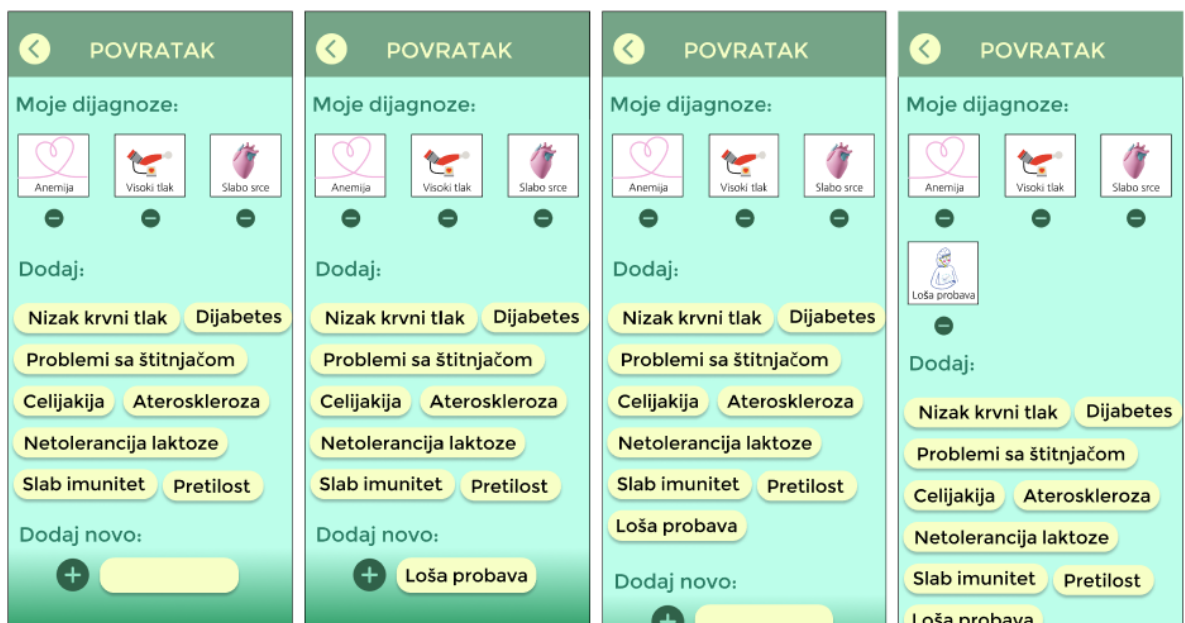 POVRATAK
Moje dijagnoze:
Anemija Visoki tlak Slabo srce
Dodaj:
Nizak krvni tlak Dijabetes
Problemi sa štitnjačom
Celijakija Ateroskleroza
Netolerancija laktoze
Slab imunitet Pretilost
Dodaj novo:
POVRATAK
Moje dijagnoze:
Anemija Visoki tlak Slabo srce
Dodaj:
Nizak krvni tlak Dijabetes
Problemi sa štitnjačom
Celijakija Ateroskleroza
Netolerancija laktoze
Slab imunitet Pretilost
Dodaj novo:
Loša probava
POVRATAK
Moje dijagnoze:
Anemija Visoki tlak Slabo srce
Dodaj:
Nizak krvni tlak Dijabetes
Problemi sa štitnjačom
Celijakija Ateroskleroza
Netolerancija laktoze
Slab imunitet Pretilost
Loša probava
Dodaj novo:
POVRATAK
Moje dijagnoze:
Anemija Visoki tlak Slabo srce
Loša probava
Dodaj:
Nizak krvni tlak Dijabetes
Problemi sa štitnjačom
Celijakija Ateroskleroza
Netolerancija laktoze
Slab imunitet Pretilost
Loša probava